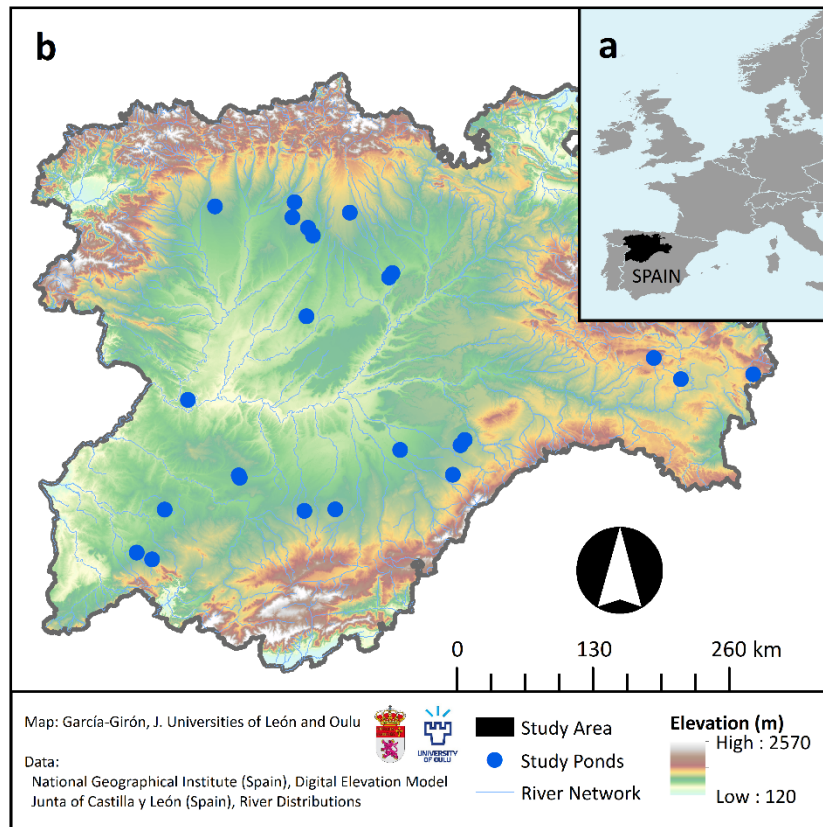 b
a
SPAIN
0 130 260 km
Map: García-Girón, J. Universities of León and Oulu
UNIVERSITY
OF OULU
Data:
National Geographical Institute (Spain), Digital Elevation Model
Junta of Castilla y León (Spain), River Distributions
Study Area
Study Ponds
River Network
Elevation (m)
High : 2570
Low : 120